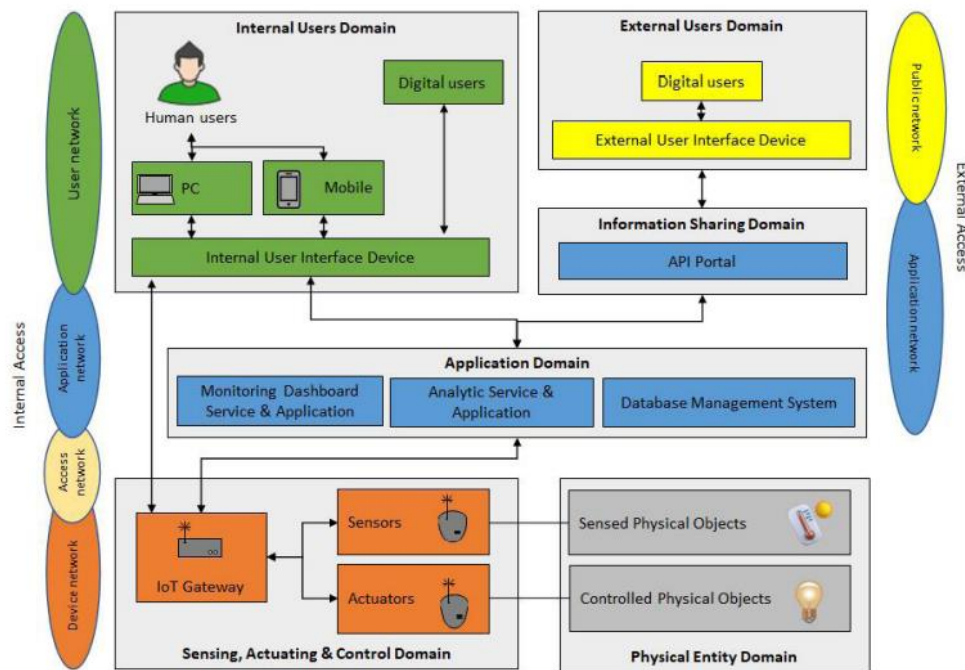 Internal Users Domain
Human users
Digital users
PC
Mobile
Internal User Interface Device
External Users Domain
Digital users
External User Interface Device
Information Sharing Domain
API Portal
Application Domain
Monitoring Dashboard
Service & Application
Analytic Service &
Application
Database Management System
IoT Gateway
Sensors
Actuators
Sensing, Actuating & Control Domain
Sensed Physical Objects
Controlled Physical Objects
Physical Entity Domain
Internal Access
User network
Application
network
Access
network
Device network
Public network
Application network
External Access